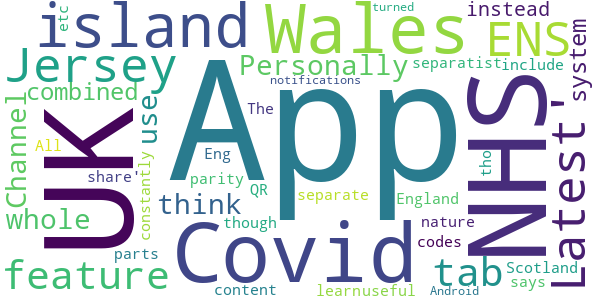 etc
turned
instead
island
Wales
ENS
Jersey
Personally
separatist
include
system
notifications
combined
App
NHS
Channel
UK
use
The
Latest'
All
Eng
tho
share'
parity
QR
constantly
think
separate
England
whole
though
nature
Covid
codes
parts
feature
tab
Scotland
says
content
learnuseful
Android